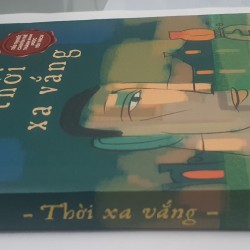 thời
xa vắng
- Thời xa vắng -